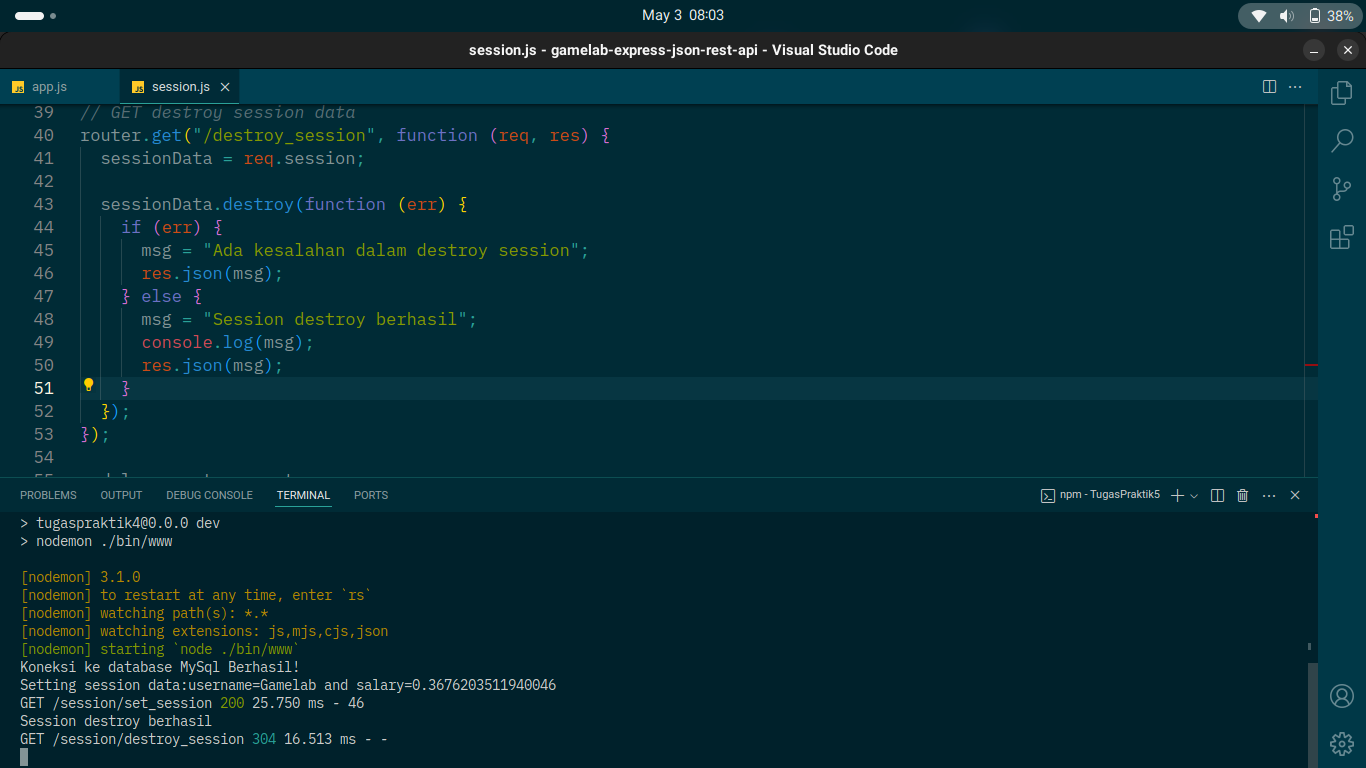 May 3 08:03
38%
session.js - gamelab-express-json-rest-api - Visual Studio Code
JS app.js
JS session.js
39 // GET destroy session data
40 router.get("/destroy_session", function (req, res) {
41 sessionData = req.session;
42
43 sessionData.destroy(function (err) {
44 if (err) {
45 msg = "Ada kesalahan dalam destroy session";
46 res.json(msg);
47 } else {
48 msg = "Session destroy berhasil";
49 console.log(msg);
50 res.json(msg);
51 }
52 });
53 });
54
PROBLEMS OUTPUT DEBUG CONSOLE TERMINAL PORTS
npm - TugasPraktik5
> tugaspraktik4@0.0.0 dev
> nodemon ./bin/www
[nodemon] 3.1.0
[nodemon] to restart at any time, enter `rs`
[nodemon] watching path(s): *.*
[nodemon] watching extensions: js,mjs,cjs,json
[nodemon] starting `node ./bin/www`
Koneksi ke database MySql Berhasil!
Setting session data:username=Gamelab and salary=0.3676203511940046
GET /session/set_session 200 25.750 ms - 46
Session destroy berhasil
GET /session/destroy_session 304 16.513 ms - -